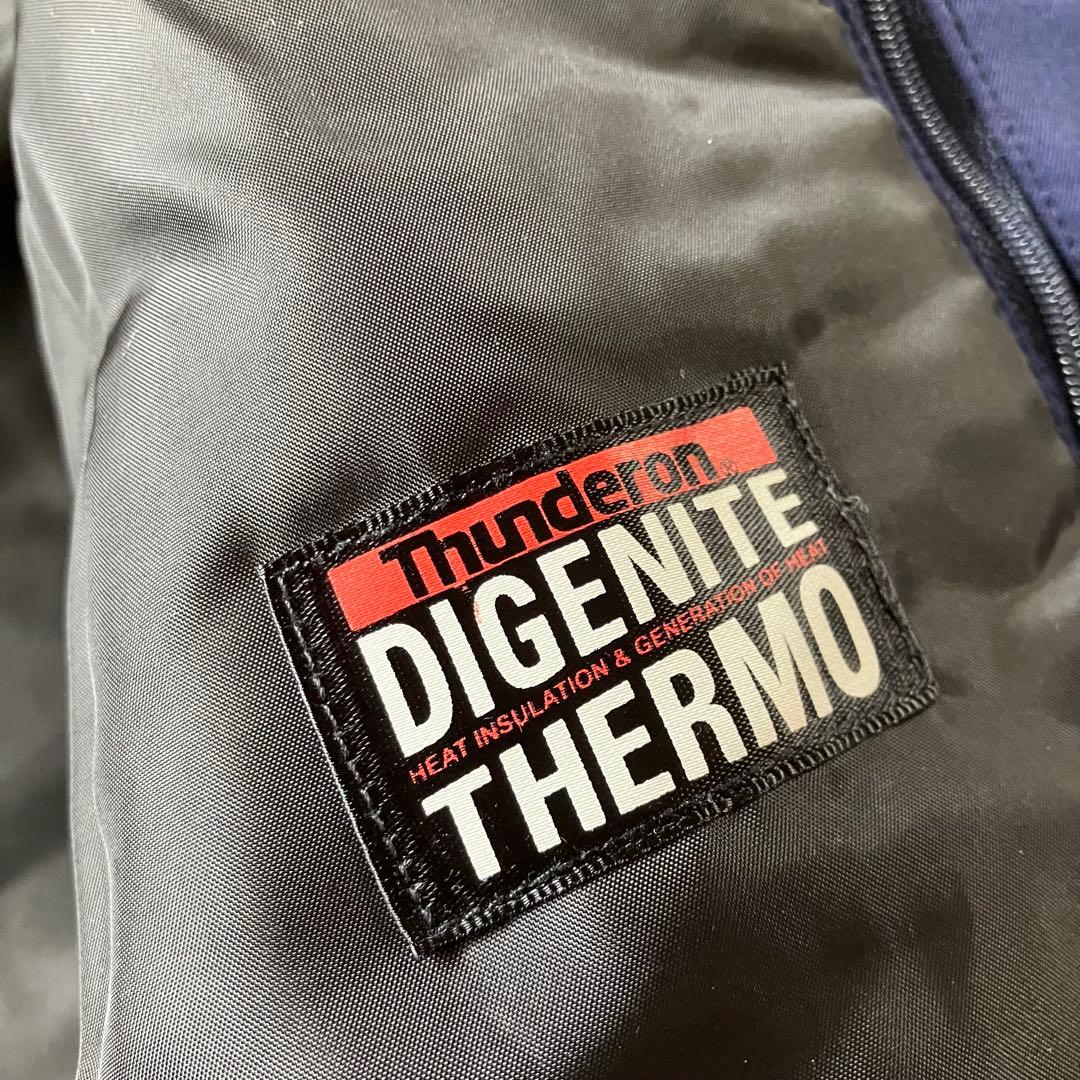 Thunderon®
DIGENITE
HEAT INSULATION & GENERATION OF HEAT
THERMO